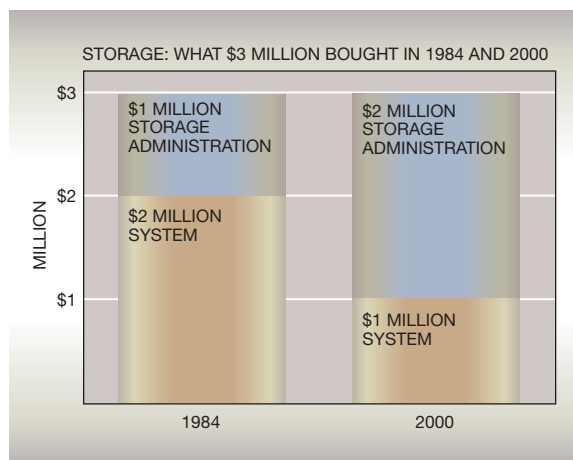 STORAGE: WHAT $3 MILLION BOUGHT IN 1984 AND 2000
MILLION
$3
$2
$1
$1 MILLION
STORAGE
ADMINISTRATION
$2 MILLION
SYSTEM
$2 MILLION
STORAGE
ADMINISTRATION
$1 MILLION
SYSTEM
1984
2000